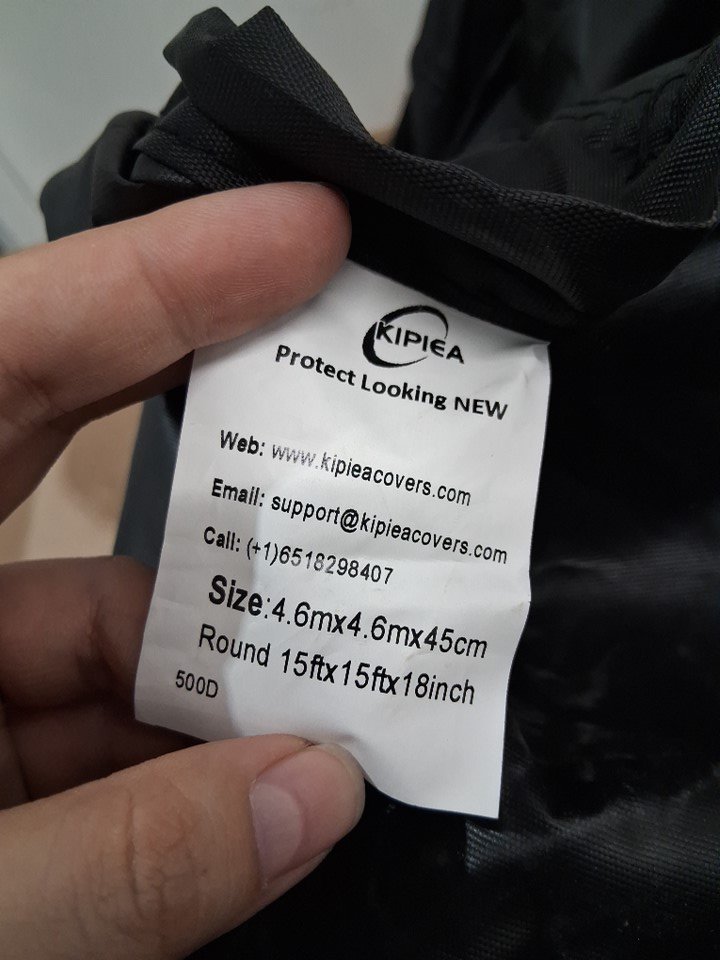 KIPIEA
Protect Looking NEW
Web: www.kipieacovers.com
Email: support@kipieacovers.com
Call: (+1)6518298407
Size:4.6mx4.6mx45cm
Round 15ftx15ftx18inch
500D